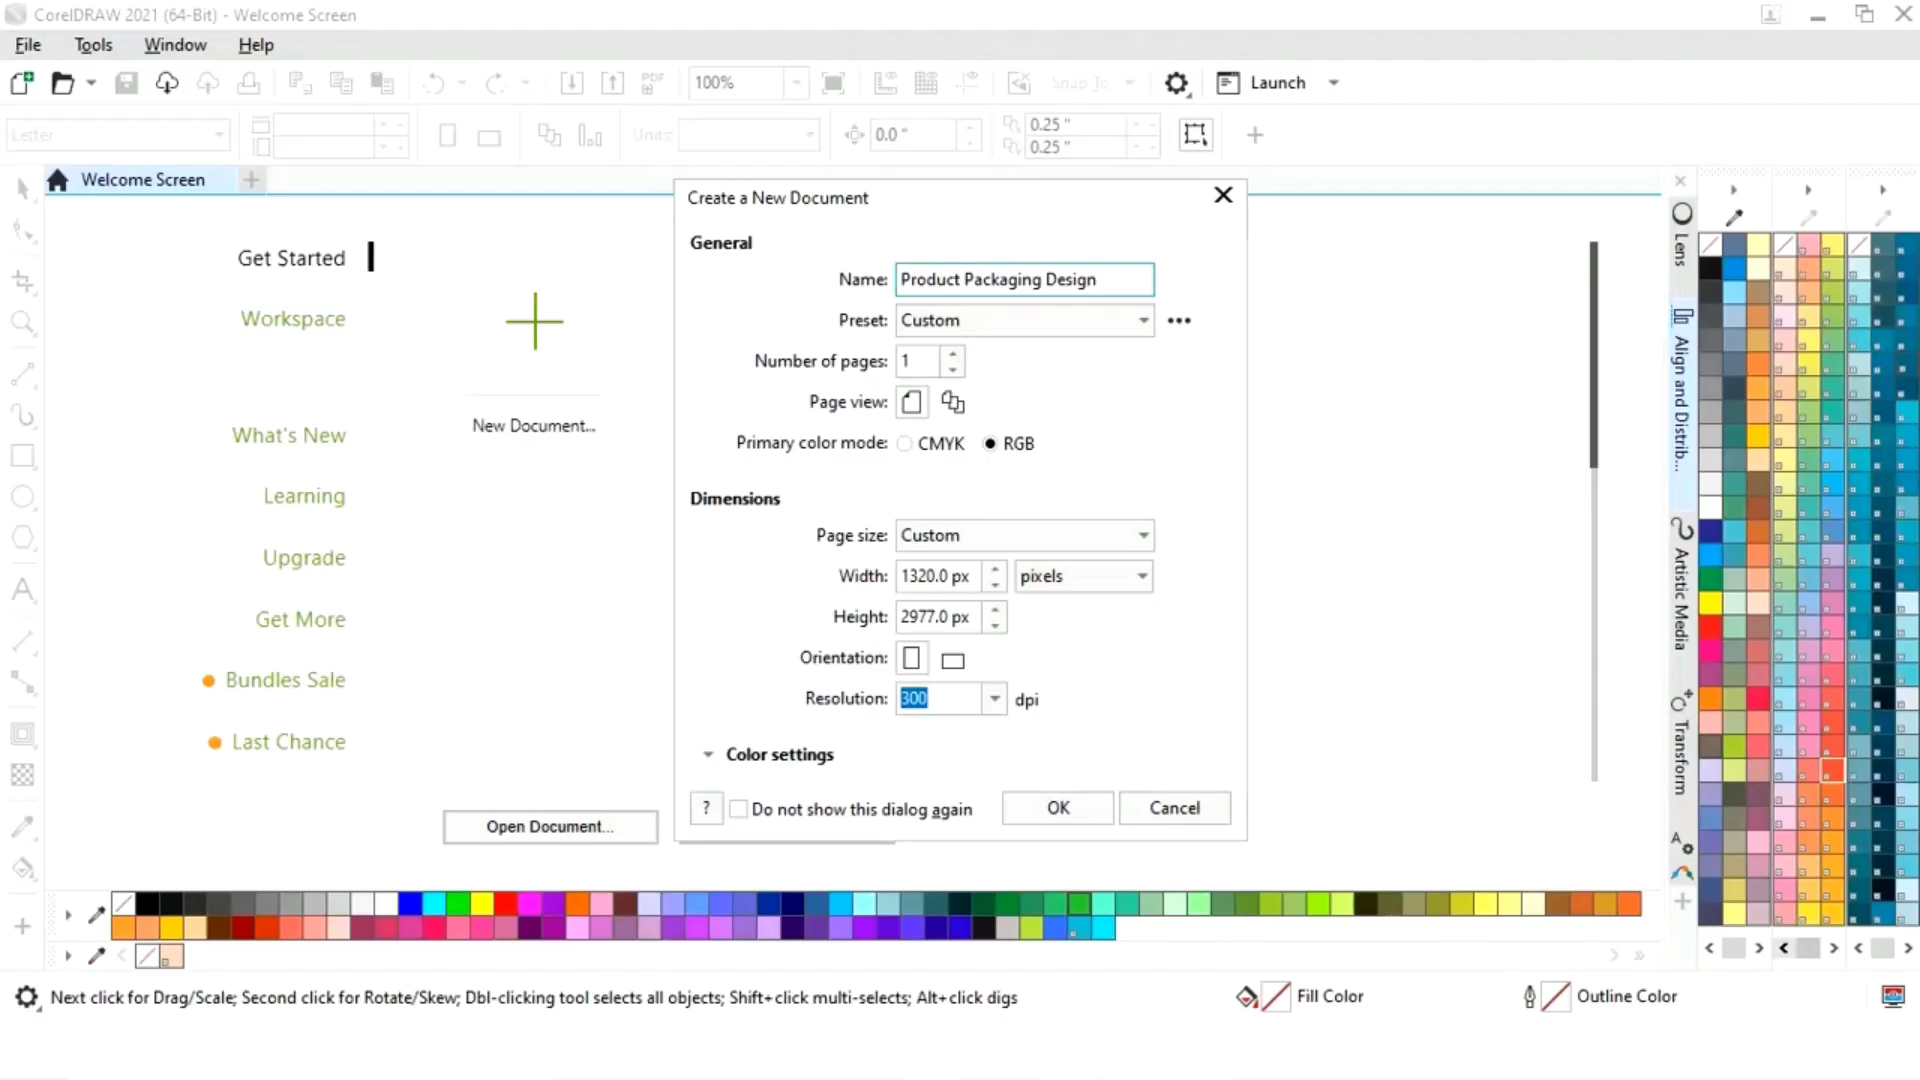 CorelDRAW 2021 (64-Bit) - Welcome Screen
File Tools Window Help
PDF 100% Snap To Launch
Letter Units: 0.0 " 0.25 "
0.25 "
Welcome Screen
Get Started
Workspace
What's New
Learning
Upgrade
Get More
Bundles Sale
Last Chance
New Document...
Open Document...
Create a New Document
General
Name: Product Packaging Design
Preset: Custom
Number of pages: 1
Page view:
Primary color mode: CMYK RGB
Dimensions
Page size: Custom
Width: 1320.0 px pixels
Height: 2977.0 px
Orientation:
Resolution: 300 dpi
Color settings
? Do not show this dialog again OK Cancel
Lens
Align and Distrib...
Artistic Media
Transform
Next click for Drag/Scale; Second click for Rotate/Skew; Dbl-clicking tool selects all objects; Shift+click multi-selects; Alt+click digs
Fill Color
Outline Color